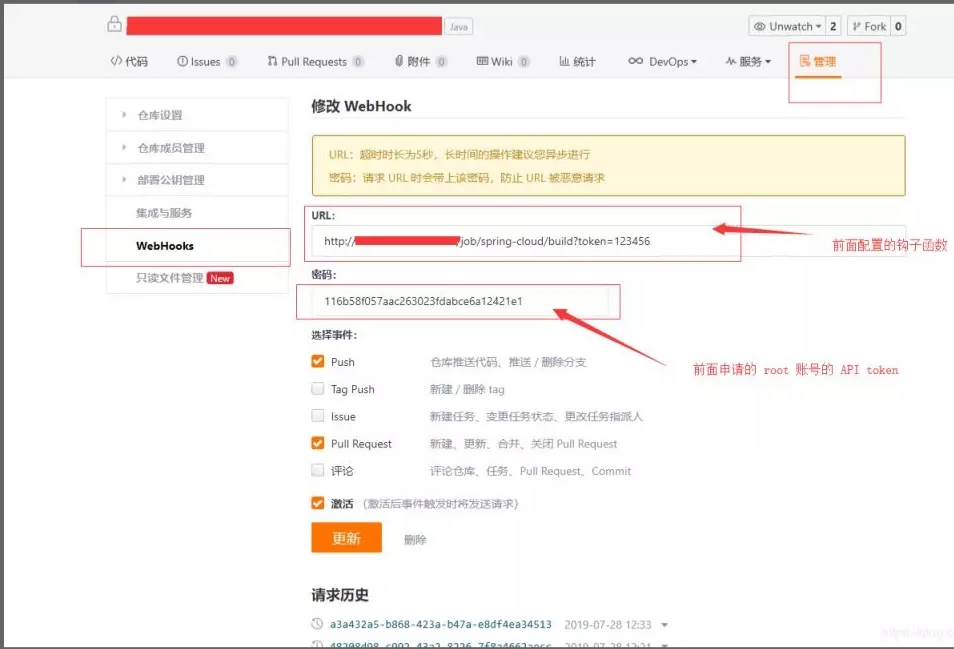 Java
Unwatch 2 Fork 0
代码 Issues 0 Pull Requests 0 附件 0 Wiki 0 统计 DevOps 服务 管理
仓库设置
仓库成员管理
部署公钥管理
集成与服务
WebHooks
只读文件管理 New
修改 WebHook
URL：超时时长为5秒，长时间的操作建议您异步进行
密码：请求 URL 时会带上该密码，防止 URL 被恶意请求
URL:
http:// /job/spring-cloud/build?token=123456
前面配置的钩子函数
密码:
116b58f057aac263023fdabce6a12421e1
前面申请的 root 账号的 API token
选择事件:
Push 仓库推送代码、推送 / 删除分支
Tag Push 新建 / 删除 tag
Issue 新建任务、变更任务状态、更改任务指派人
Pull Request 新建、更新、合并、关闭 Pull Request
评论 评论仓库、任务、Pull Request、Commit
激活 （激活后事件触发时将发送请求）
更新 删除
请求历史
a3a432a5-b868-423a-b47a-e8df4ea34513 2019-07-28 12:33